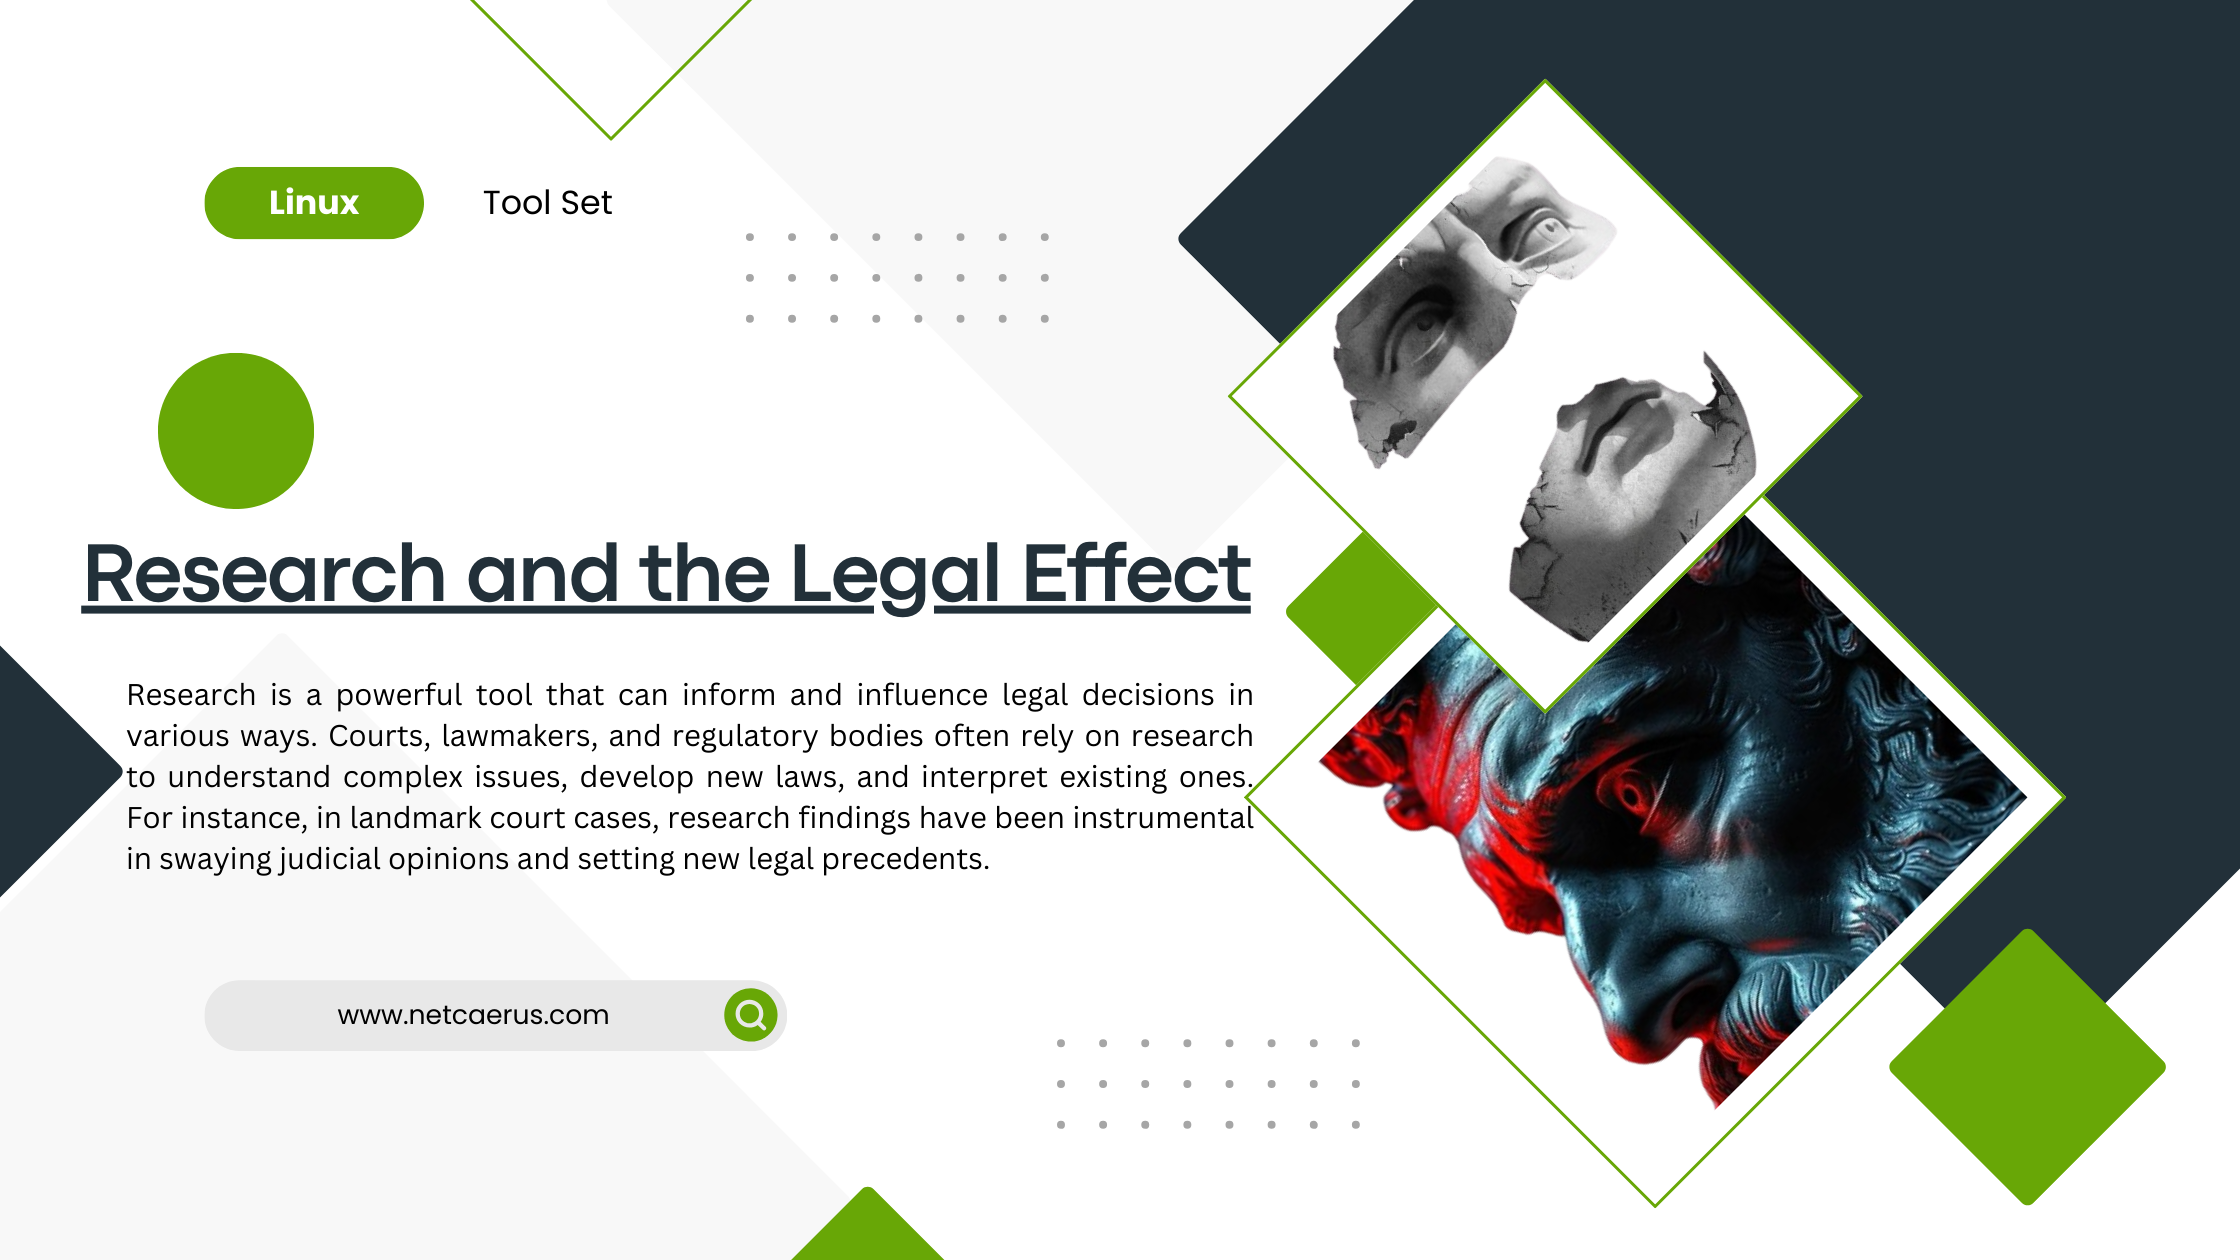 Linux
Tool Set
Research and the Legal Effect
Research is a powerful tool that can inform and influence legal decisions in
various ways. Courts, lawmakers, and regulatory bodies often rely on research
to understand complex issues, develop new laws, and interpret existing ones.
For instance, in landmark court cases, research findings have been instrumental
in swaying judicial opinions and setting new legal precedents.
www.netcaerus.com